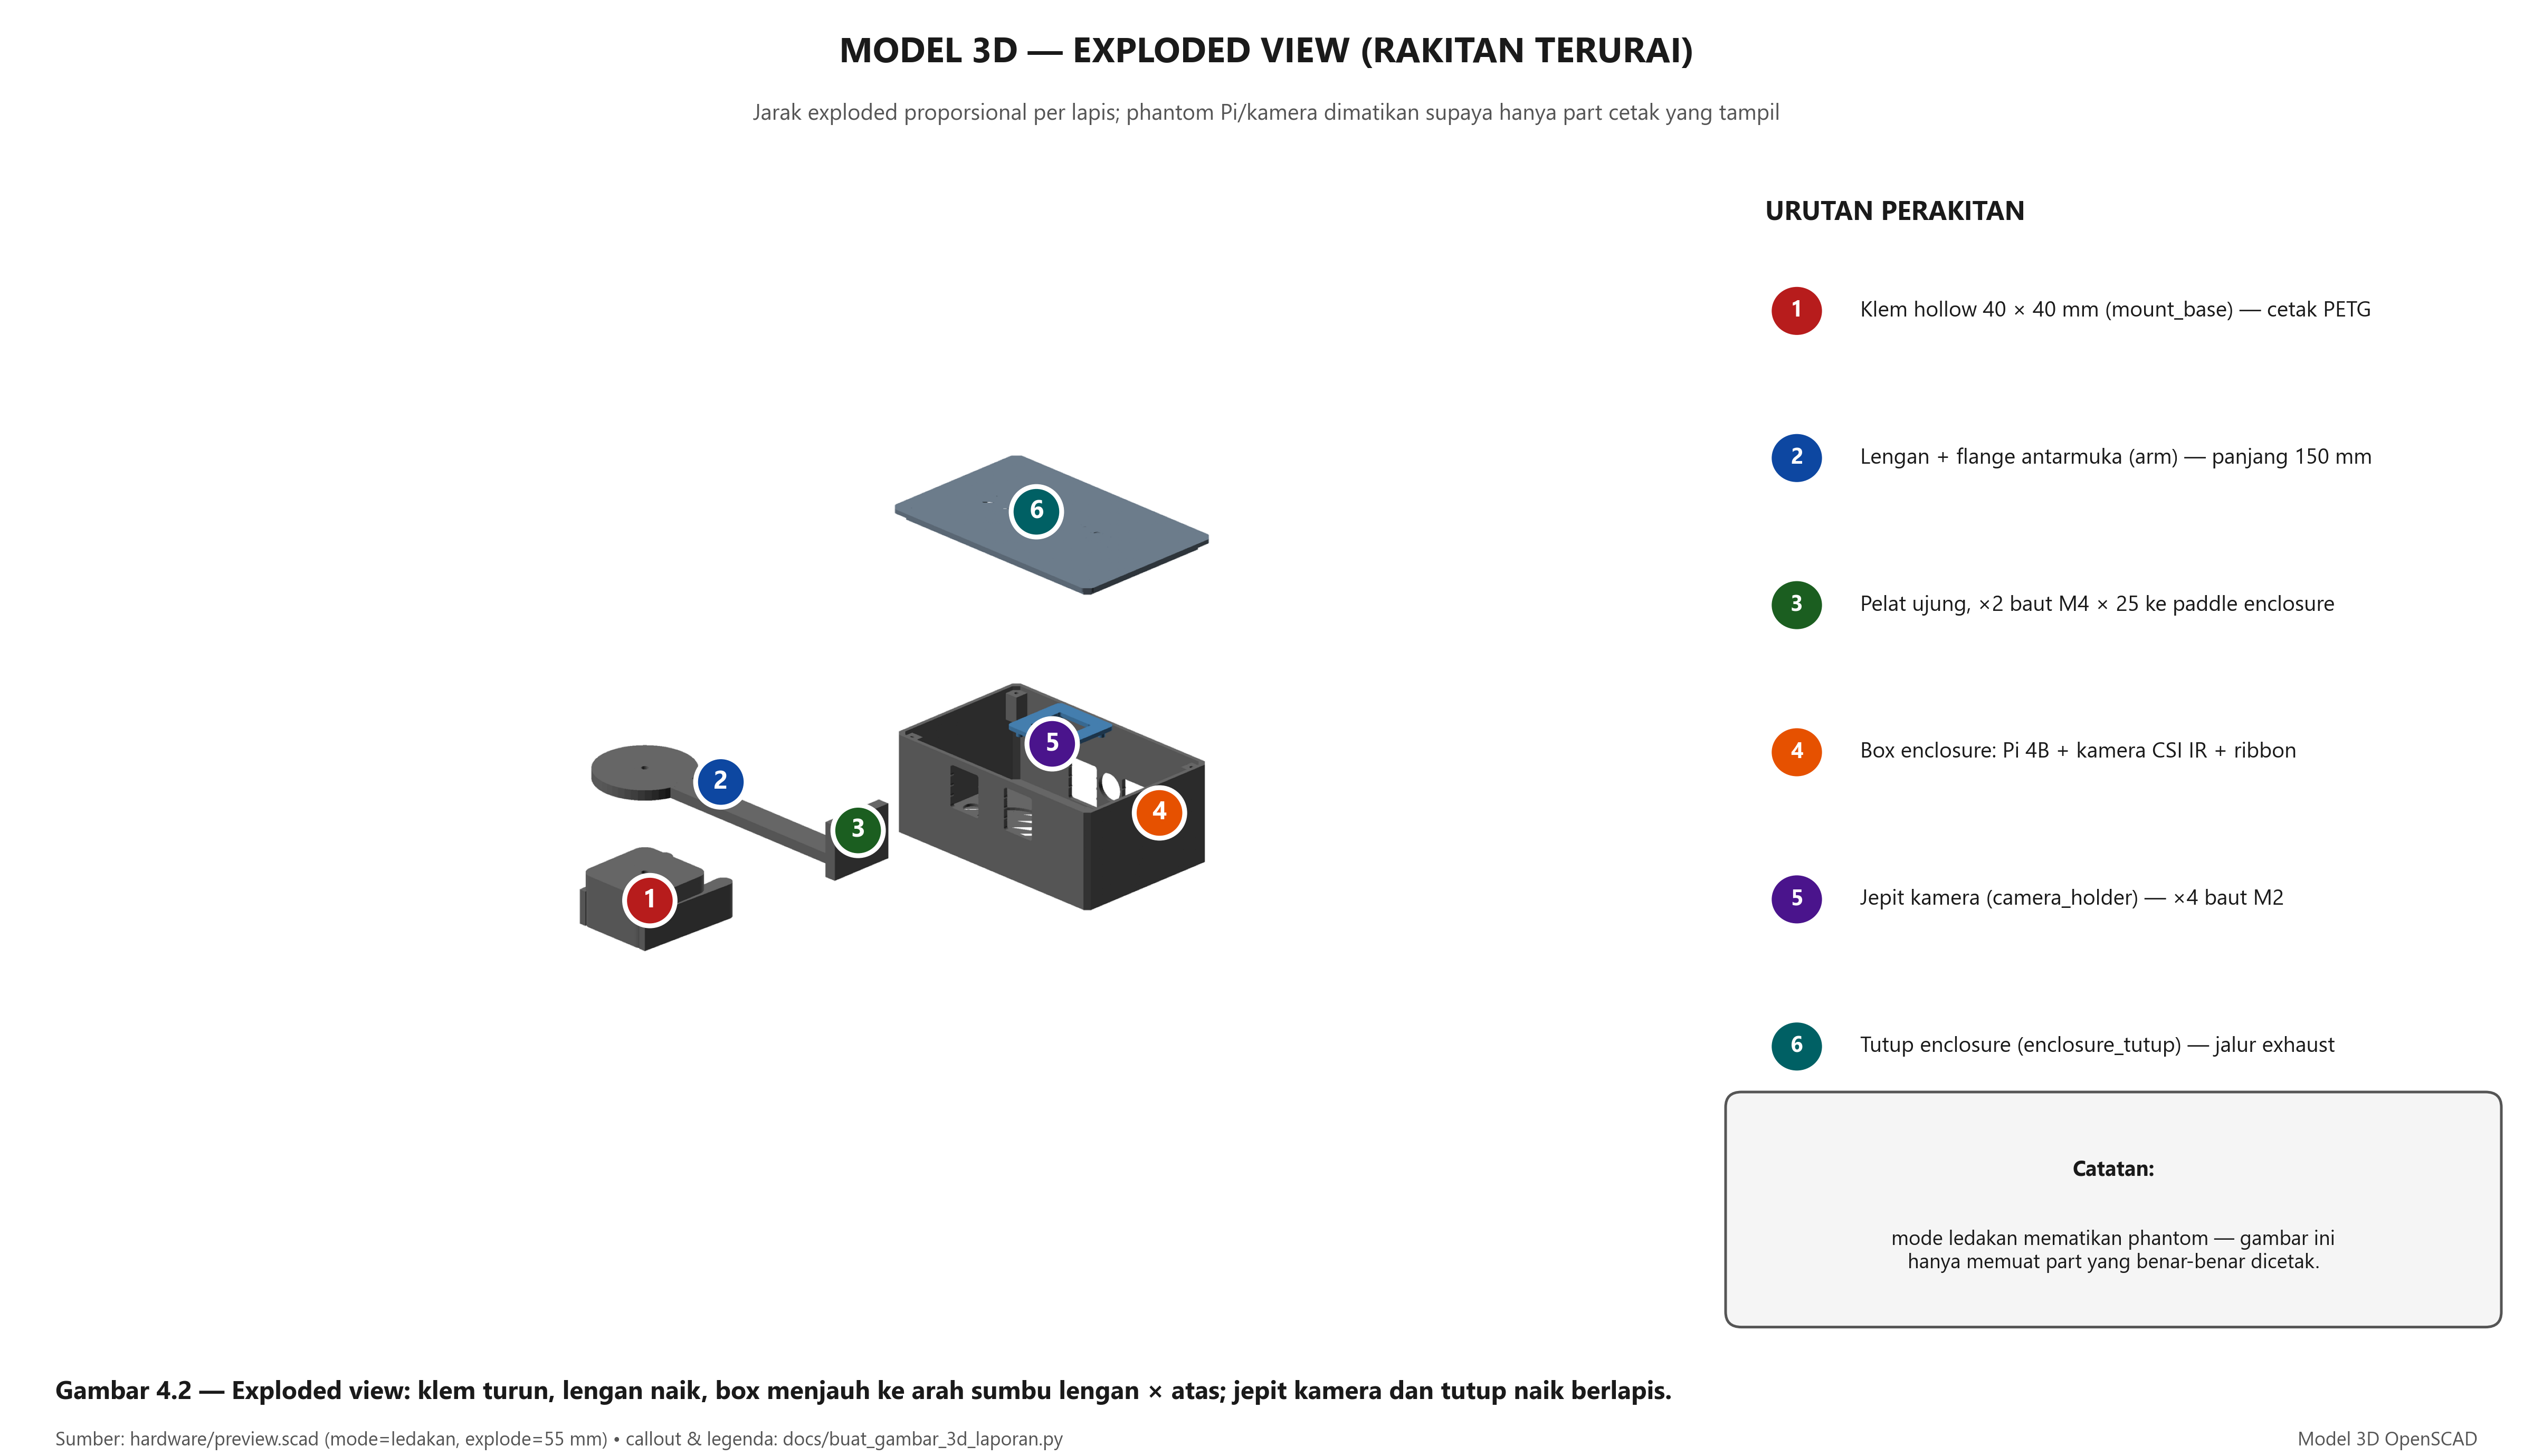 MODEL 3D — EXPLODED VIEW (RAKITAN TERURAI)
Jarak exploded proporsional per lapis; phantom Pi/kamera dimatikan supaya hanya part cetak yang tampil
URUTAN PERAKITAN
1 Klem hollow 40 × 40 mm (mount_base) — cetak PETG
2 Lengan + flange antarmuka (arm) — panjang 150 mm
3 Pelat ujung, ×2 baut M4 × 25 ke paddle enclosure
4 Box enclosure: Pi 4B + kamera CSI IR + ribbon
5 Jepit kamera (camera_holder) — ×4 baut M2
6 Tutup enclosure (enclosure_tutup) — jalur exhaust
6
5
2
4
3
1
Catatan:
mode ledakan mematikan phantom — gambar ini
hanya memuat part yang benar-benar dicetak.
Gambar 4.2 — Exploded view: klem turun, lengan naik, box menjauh ke arah sumbu lengan × atas; jepit kamera dan tutup naik berlapis.
Sumber: hardware/preview.scad (mode=ledakan, explode=55 mm) • callout & legenda: docs/buat_gambar_3d_laporan.py
Model 3D OpenSCAD